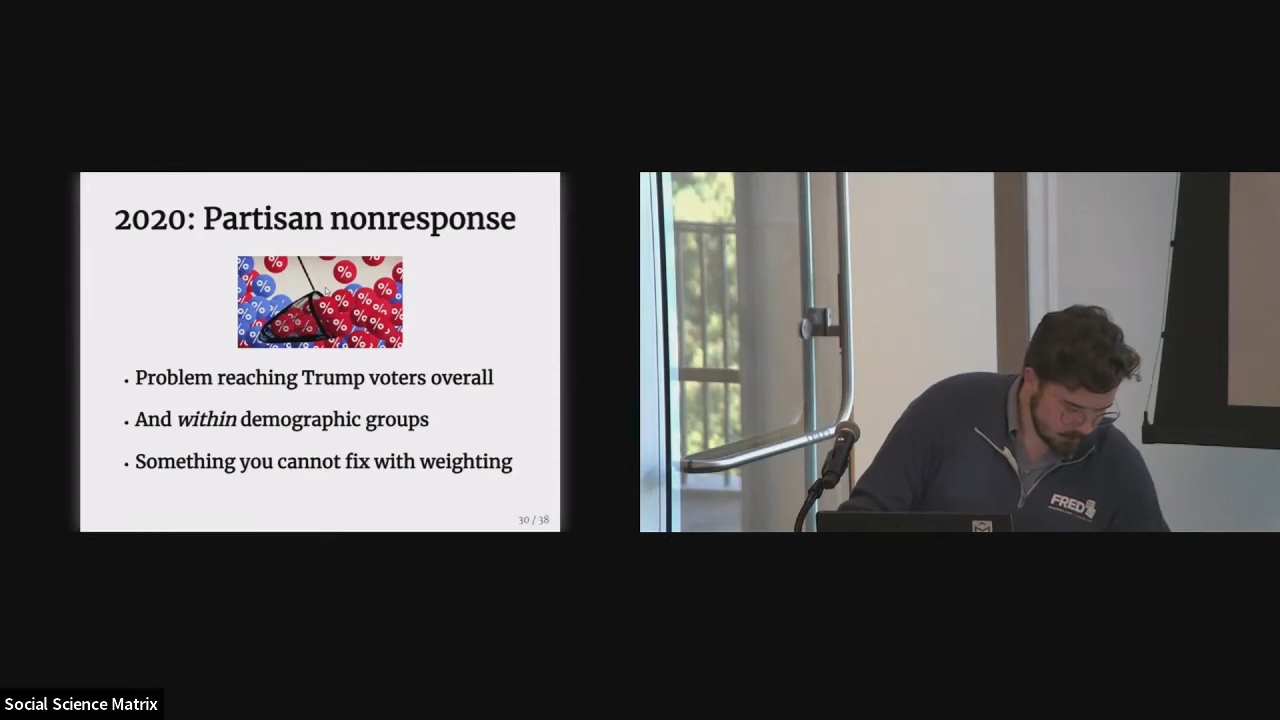 2020: Partisan nonresponse
• Problem reaching Trump voters overall
• And within demographic groups
• Something you cannot fix with weighting
30 / 38
FRED
Social Science Matrix